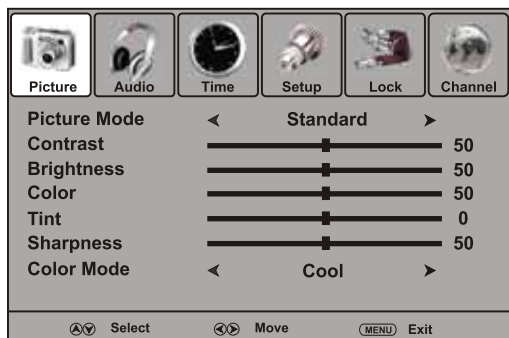 Picture Audio Time Setup Lock Channel
Picture Mode Standard
Contrast 50
Brightness 50
Color 50
Tint 0
Sharpness 50
Color Mode Cool
Select Move MENU Exit